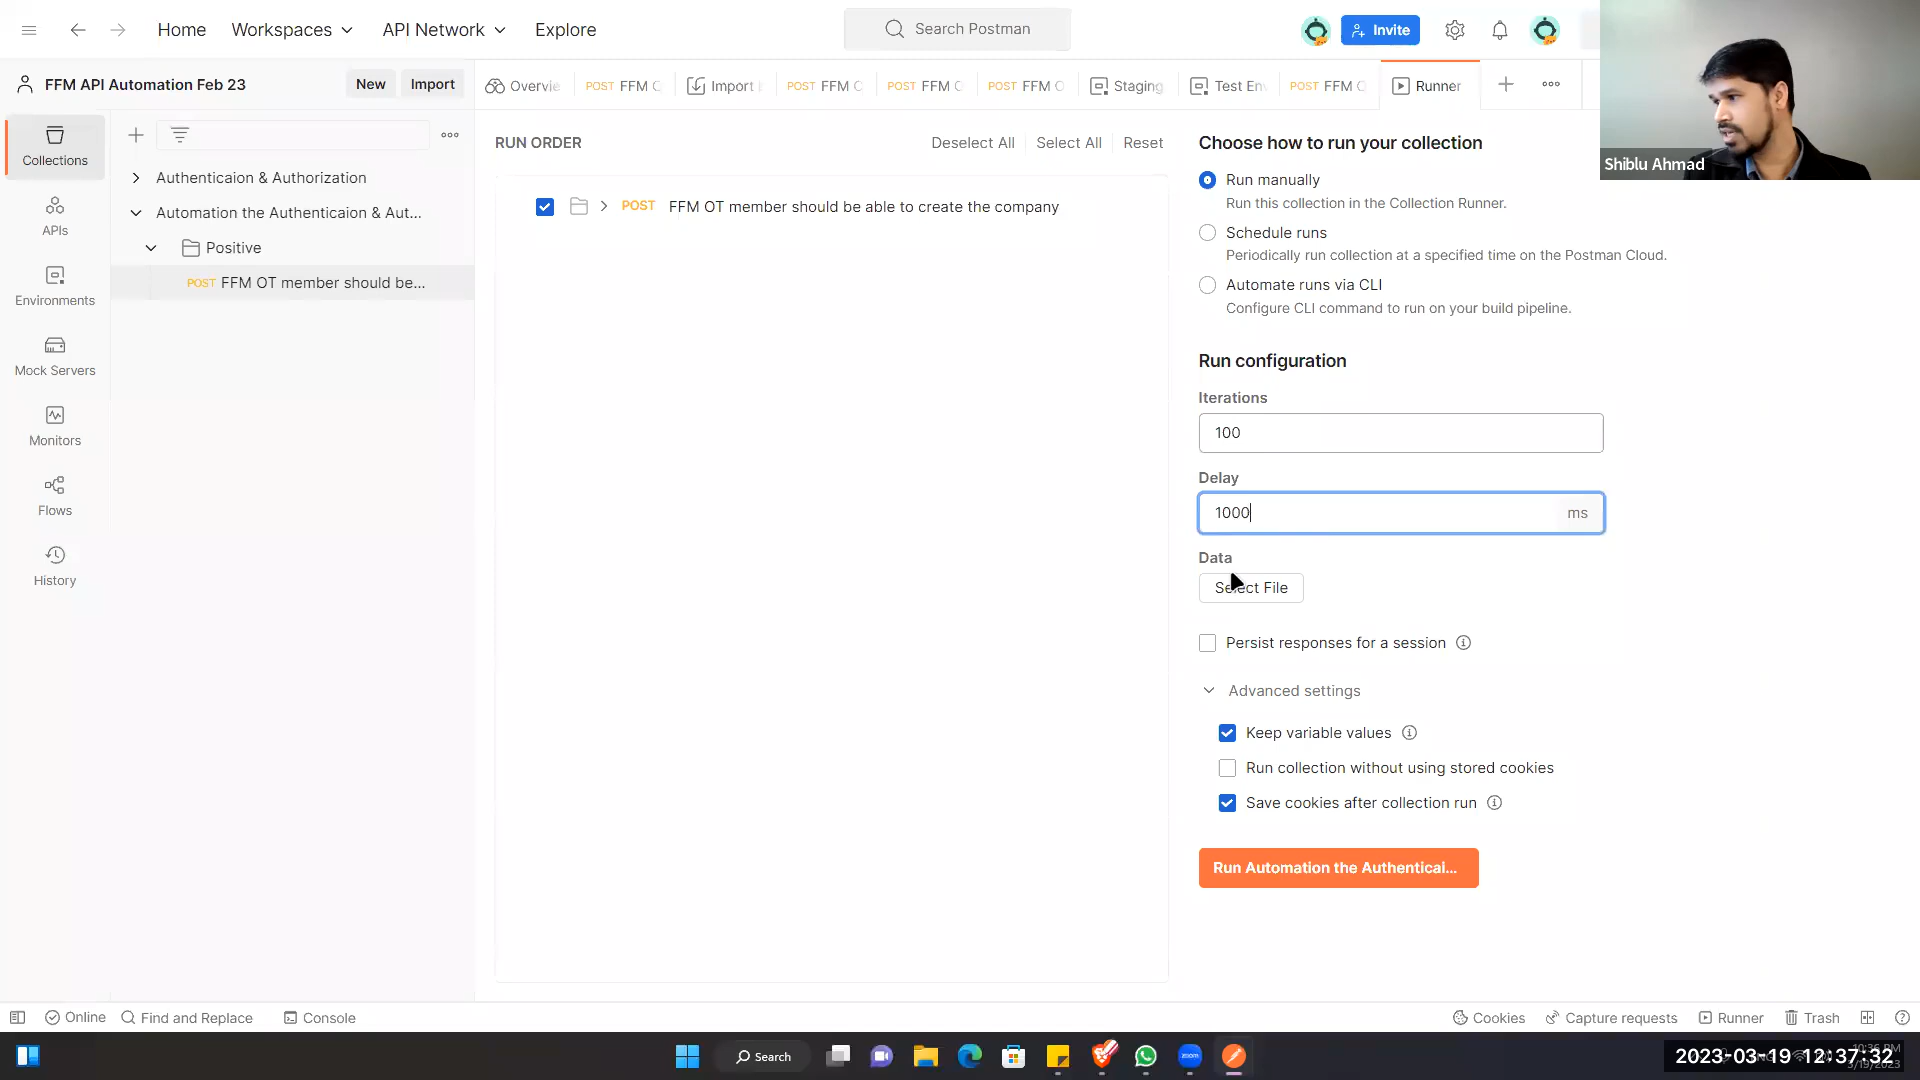 Home
Workspaces
API Network
Explore
Search Postman
Invite
FFM API Automation Feb 23
New
Import
Overvie
POST FFM C
Import
POST FFM C
POST FFM C
POST FFM C
Staging
Test En
POST FFM C
Runner
Shiblu Ahmad
Collections
APIs
Environments
Mock Servers
Monitors
Flows
History
Authenticaion & Authorization
Automation the Authenticaion & Aut...
Positive
POST FFM OT member should be...
RUN ORDER
Deselect All
Select All
Reset
POST FFM OT member should be able to create the company
Choose how to run your collection
Run manually
Run this collection in the Collection Runner.
Schedule runs
Periodically run collection at a specified time on the Postman Cloud.
Automate runs via CLI
Configure CLI command to run on your build pipeline.
Run configuration
Iterations
100
Delay
1000
ms
Data
Select File
Persist responses for a session
Advanced settings
Keep variable values
Run collection without using stored cookies
Save cookies after collection run
Run Automation the Authenticai...
Online
Find and Replace
Console
Cookies
Capture requests
Runner
Trash
Search
zoom
2023-03-19 12:37:32